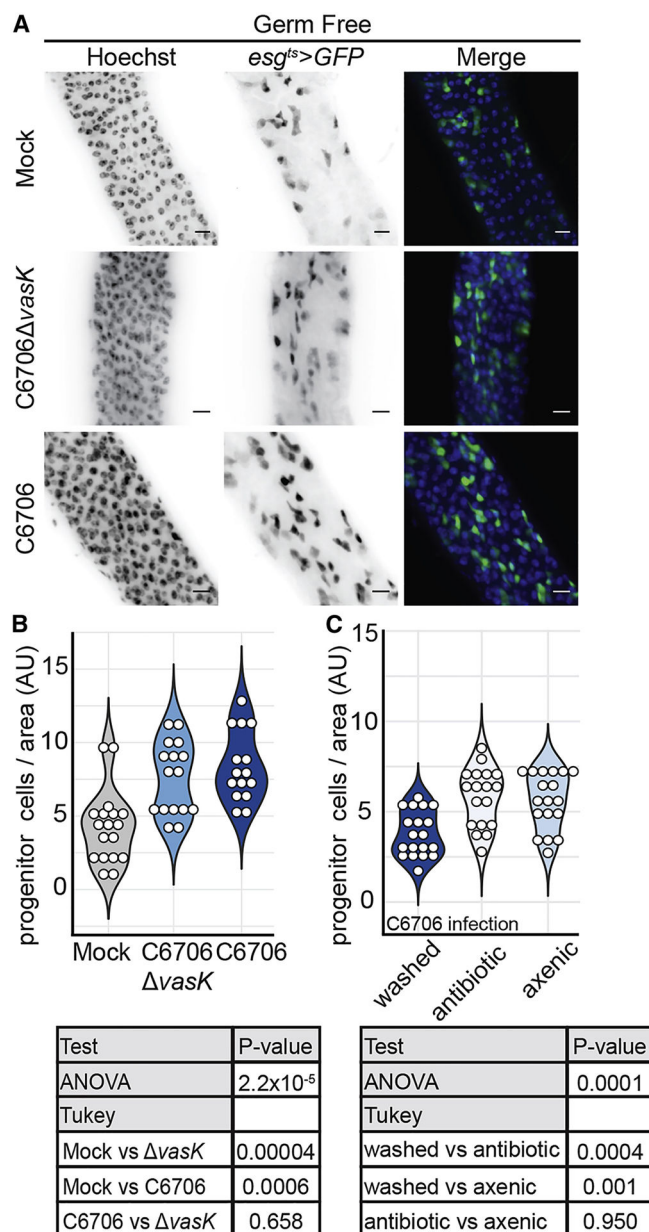 A
Germ Free
Hoechst esgᵗˢ>GFP Merge
Mock
C6706ΔvasK
C6706
B
progenitor cells / area (AU)
15
10
5
0
Mock C6706 C6706
ΔvasK
C
progenitor cells / area (AU)
15
10
5
0
C6706 infection
washed antibiotic axenic
Test P-value
ANOVA 2.2x10⁻⁵
Tukey
Mock vs ΔvasK 0.00004
Mock vs C6706 0.0006
C6706 vs ΔvasK 0.658
Test P-value
ANOVA 0.0001
Tukey
washed vs antibiotic 0.0004
washed vs axenic 0.001
antibiotic vs axenic 0.950